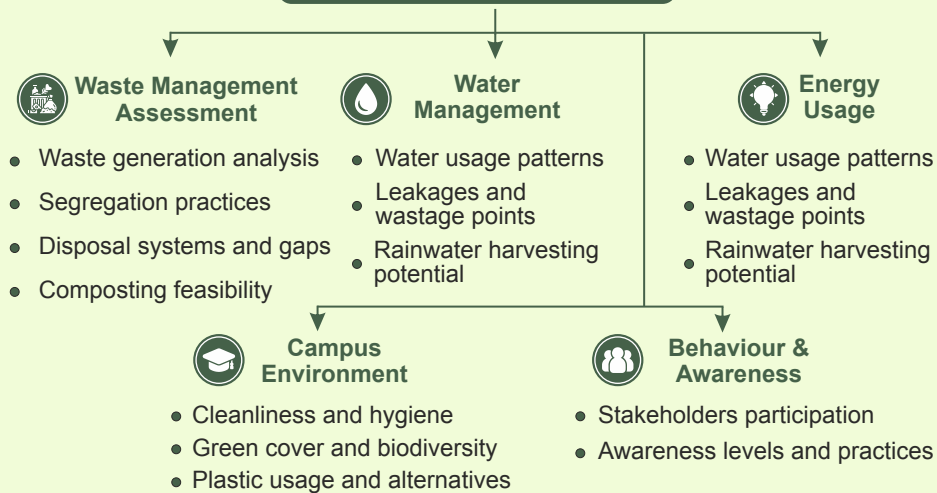 Waste Management
Assessment
Waste generation analysis
Segregation practices
Disposal systems and gaps
Composting feasibility
Water
Management
Water usage patterns
Leakages and
wastage points
Rainwater harvesting
potential
Energy
Usage
Water usage patterns
Leakages and
wastage points
Rainwater harvesting
potential
Campus
Environment
Cleanliness and hygiene
Green cover and biodiversity
Plastic usage and alternatives
Behaviour &
Awareness
Stakeholders participation
Awareness levels and practices